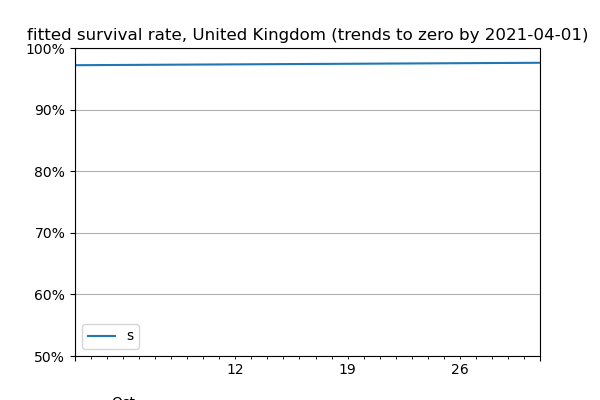 fitted survival rate, United Kingdom (trends to zero by 2021-04-01)
100%
90%
80%
70%
60%
50%
s
12 19 26
Oct